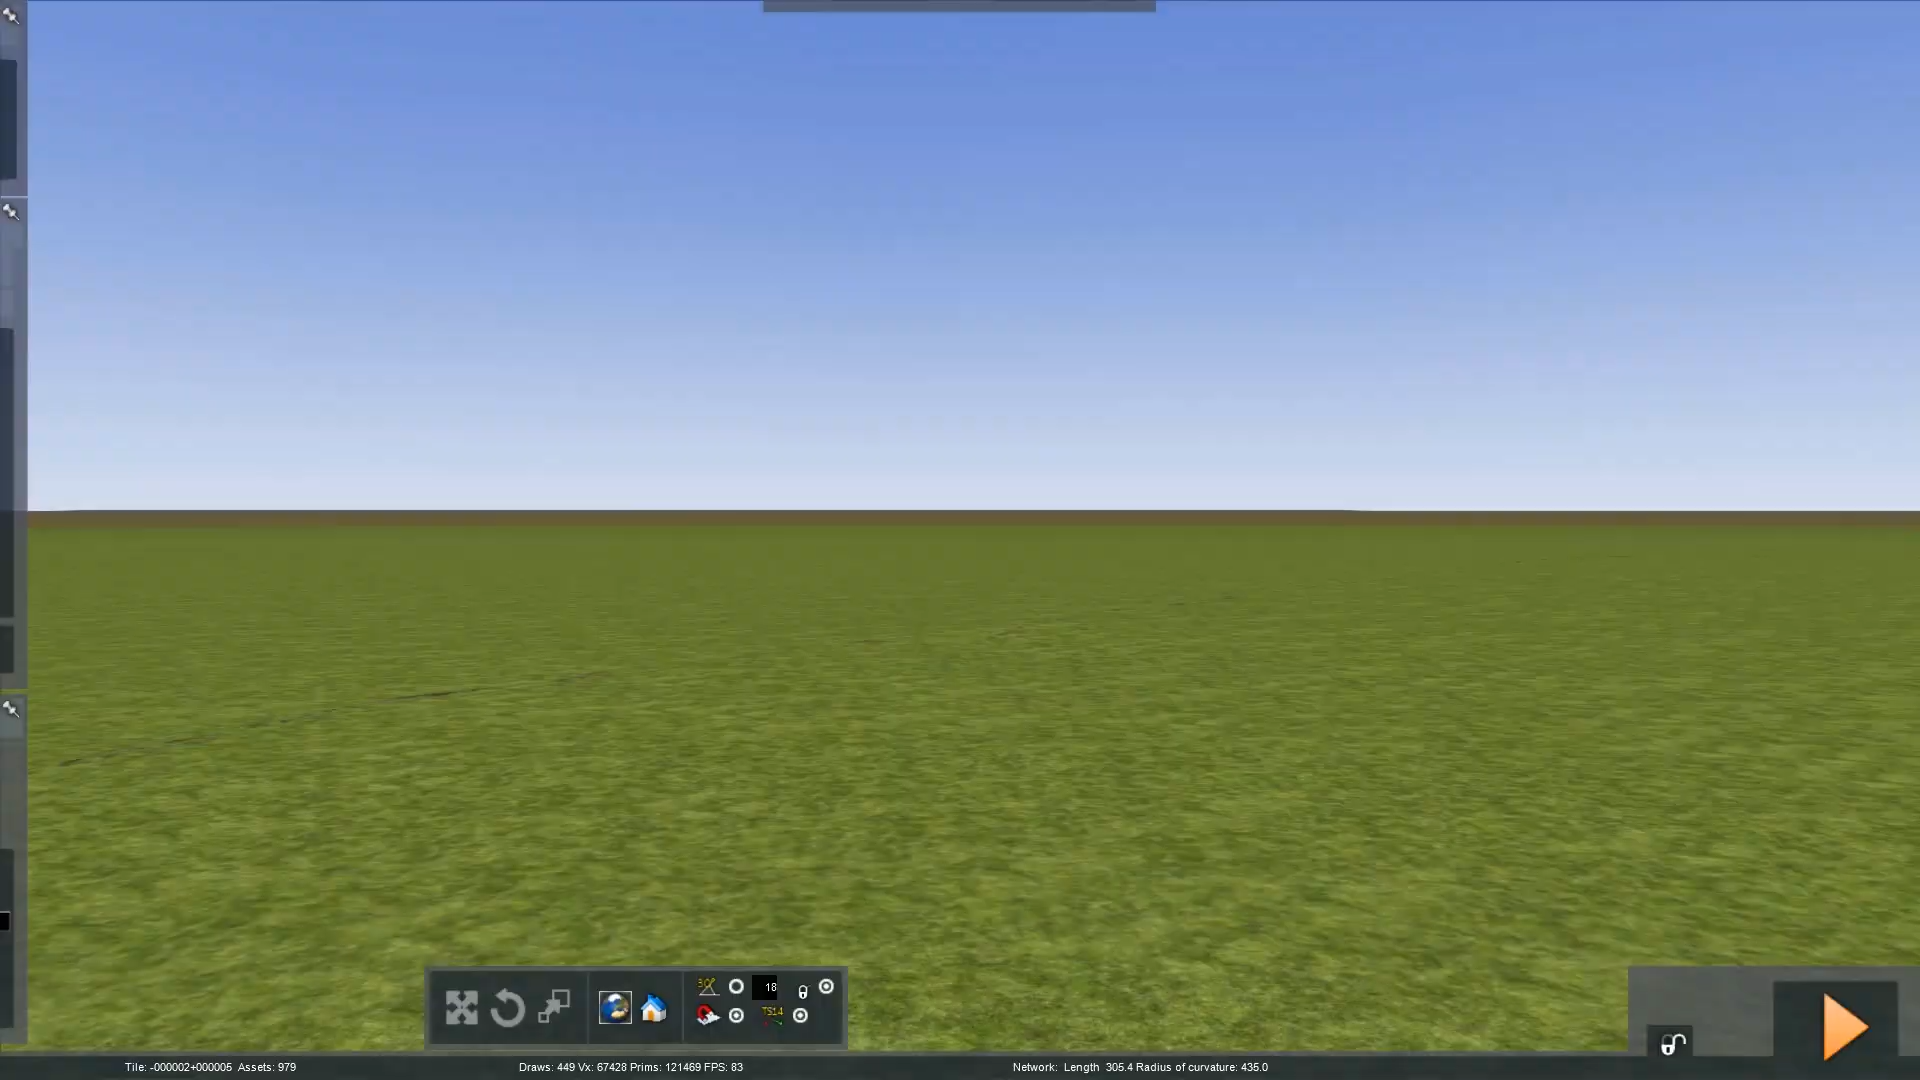 30°
18
TS14
Tile: -000002+000005 Assets: 979
Draws: 449 Vx: 67428 Prims: 121469 FPS: 83
Network: Length 305.4 Radius of curvature: 435.0